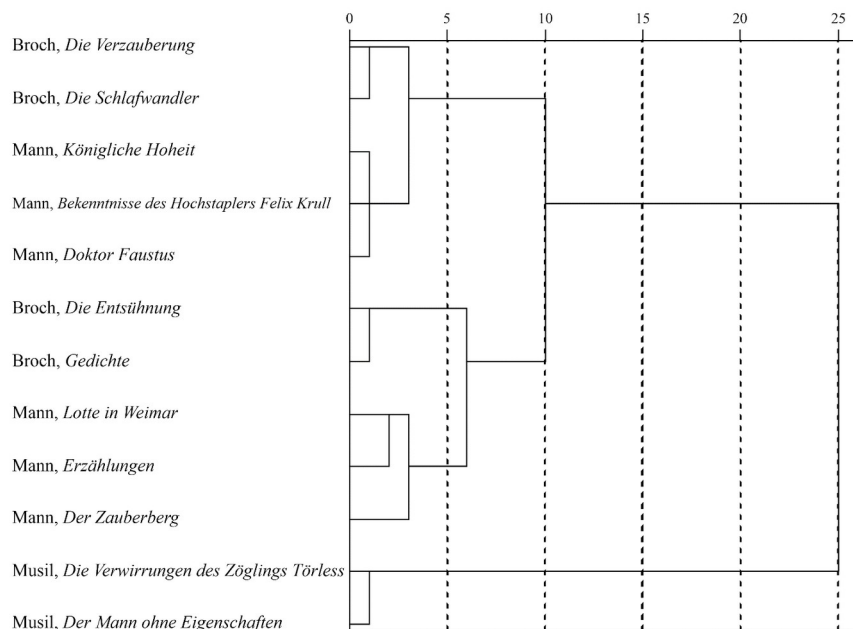 0 5 10 15 20 25
Broch, Die Verzauberung
Broch, Die Schlafwandler
Mann, Königliche Hoheit
Mann, Bekenntnisse des Hochstaplers Felix Krull
Mann, Doktor Faustus
Broch, Die Entsühnung
Broch, Gedichte
Mann, Lotte in Weimar
Mann, Erzählungen
Mann, Der Zauberberg
Musil, Die Verwirrungen des Zöglings Törless
Musil, Der Mann ohne Eigenschaften